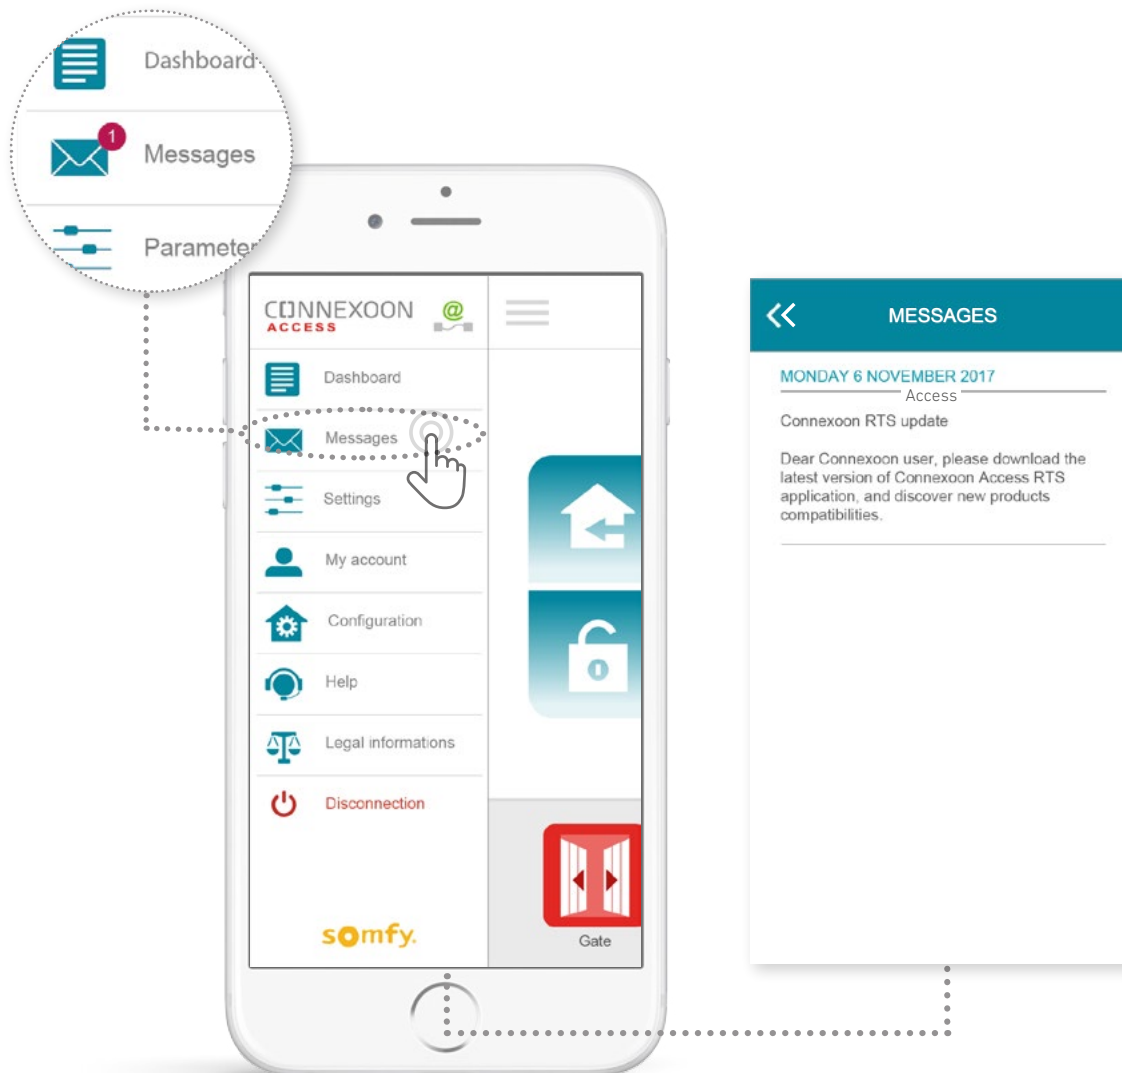 Dashboard
1
Messages
Parameter
CONNEXOON
ACCESS
@
Dashboard
Messages
Settings
My account
Configuration
Help
Legal informations
Disconnection
somfy.
Gate
MESSAGES
MONDAY 6 NOVEMBER 2017
Access
Connexoon RTS update
Dear Connexoon user, please download the
latest version of Connexoon Access RTS
application, and discover new products
compatibilities.